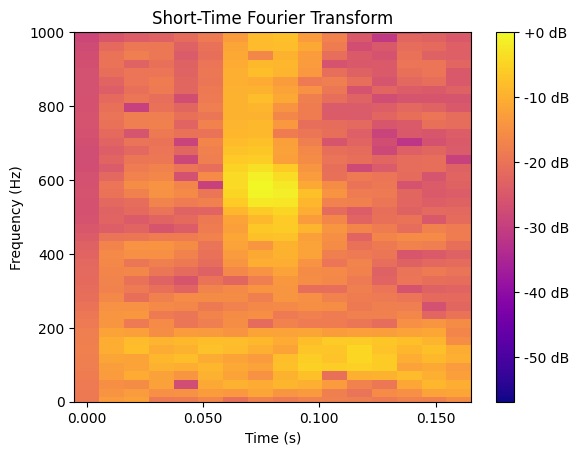 Short-Time Fourier Transform
Frequency (Hz)
1000
800
600
400
200
0
0.000
0.050
0.100
0.150
Time (s)
+0 dB
-10 dB
-20 dB
-30 dB
-40 dB
-50 dB